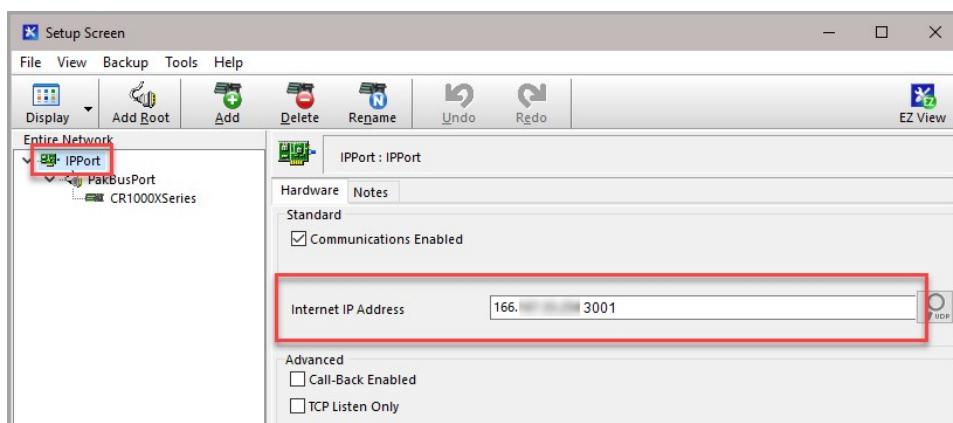 Setup Screen
File View Backup Tools Help
Display Add Root Add Delete Rename Undo Redo EZ View
Entire Network
IPPort
PakBusPort
CR1000XSeries
IPPort : IPPort
Hardware Notes
Standard
Communications Enabled
Internet IP Address 166. 3001
UDP
Advanced
Call-Back Enabled
TCP Listen Only